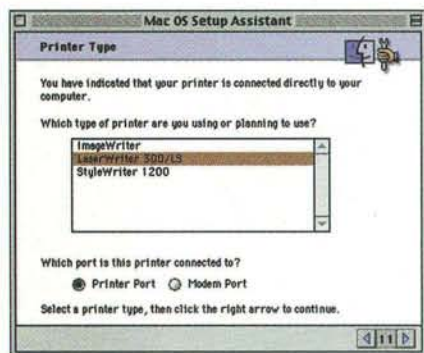 Mac OS Setup Assistant
Printer Type
You have indicated that your printer is connected directly to your
computer.
Which type of printer are you using or planning to use?
ImageWriter
LaserWriter 300/LS
StyleWriter 1200
Which port is this printer connected to?
Printer Port Modem Port
Select a printer type, then click the right arrow to continue.
11